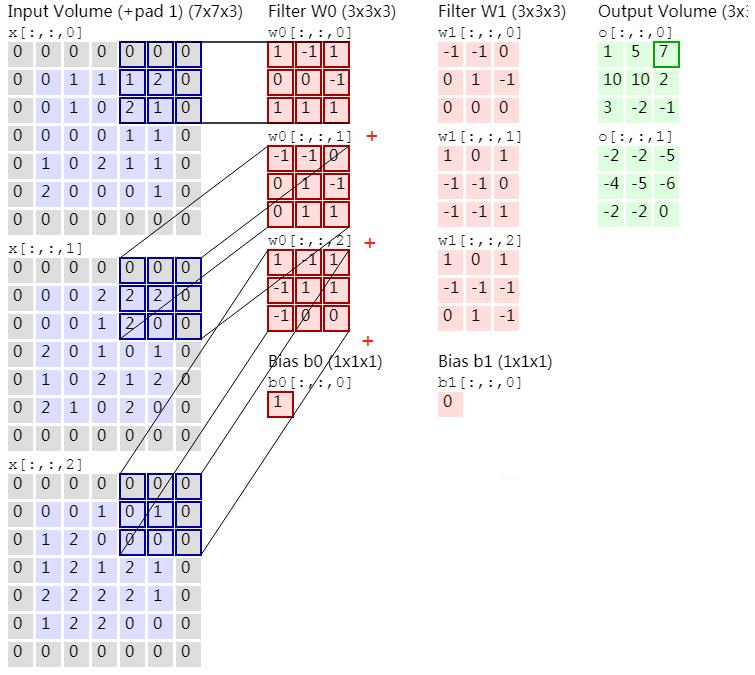 Input Volume (+pad 1) (7x7x3)
x[:,:,0]
0 0 0 0 0 0 0
0 0 1 1 1 2 0
0 0 1 0 2 1 0
0 0 0 0 1 1 0
0 1 0 2 1 1 0
0 2 0 0 0 1 0
0 0 0 0 0 0 0
x[:,:,1]
0 0 0 0 0 0 0
0 0 0 2 2 2 0
0 0 0 1 2 0 0
0 2 0 1 0 1 0
0 1 0 2 1 2 0
0 2 1 0 2 0 0
0 0 0 0 0 0 0
x[:,:,2]
0 0 0 0 0 0 0
0 0 0 1 0 1 0
0 1 2 0 0 0 0
0 1 2 1 2 1 0
0 2 2 2 2 1 0
0 1 2 2 0 0 0
0 0 0 0 0 0 0
Filter W0 (3x3x3)
w0[:,:,0]
1 -1 1
0 0 -1
1 1 1
+
w0[:,:,1]
-1 -1 0
0 1 -1
0 1 1
+
w0[:,:,2]
1 -1 1
-1 1 1
-1 0 0
+
Bias b0 (1x1x1)
b0[:,:,0]
1
Filter W1 (3x3x3)
w1[:,:,0]
-1 -1 0
0 1 -1
0 0 0
w1[:,:,1]
1 0 1
-1 -1 0
-1 -1 1
w1[:,:,2]
1 0 1
-1 -1 -1
0 1 -1
Bias b1 (1x1x1)
b1[:,:,0]
0
Output Volume (3x3
o[:,:,0]
1 5 7
10 10 2
3 -2 -1
o[:,:,1]
-2 -2 -5
-4 -5 -6
-2 -2 0